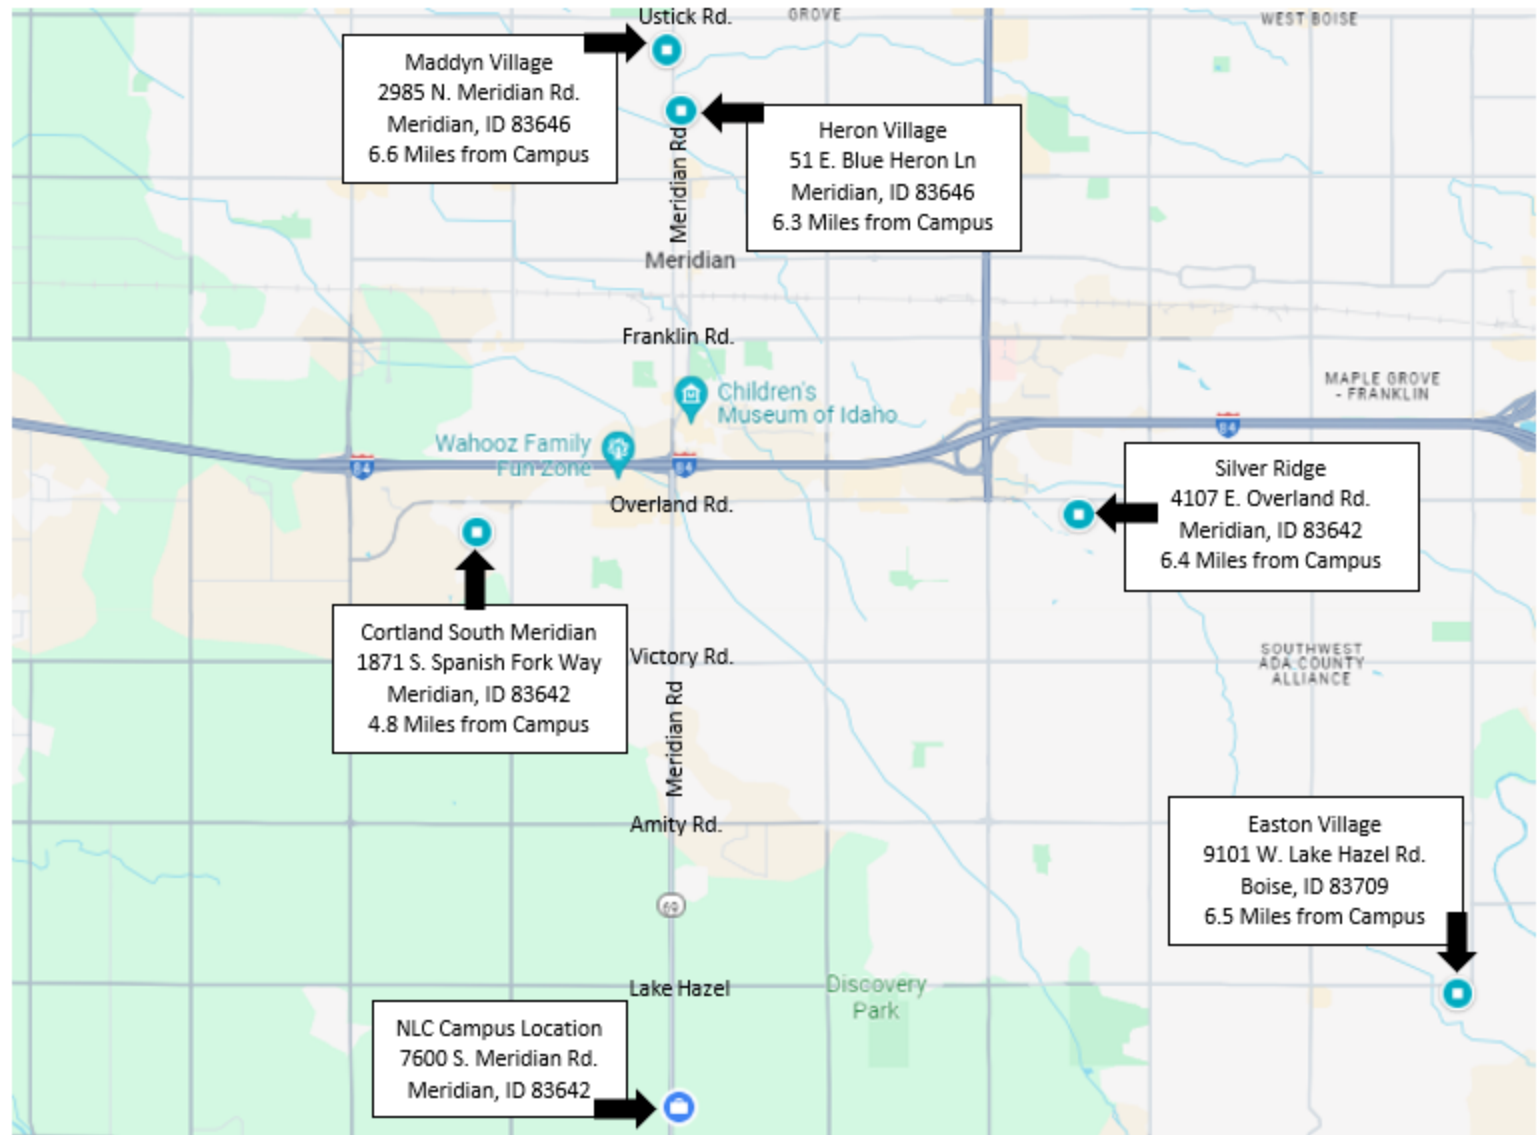 Ustick Rd.
GROVE
WEST BOISE
Maddyn Village
2985 N. Meridian Rd.
Meridian, ID 83646
6.6 Miles from Campus
Heron Village
51 E. Blue Heron Ln
Meridian, ID 83646
6.3 Miles from Campus
Meridian Rd
Meridian
Franklin Rd.
Children's
Museum of Idaho
MAPLE GROVE
- FRANKLIN
Wahooz Family
Fun Zone
84
84
84
Overland Rd.
Silver Ridge
4107 E. Overland Rd.
Meridian, ID 83642
6.4 Miles from Campus
Cortland South Meridian
1871 S. Spanish Fork Way
Meridian, ID 83642
4.8 Miles from Campus
Victory Rd.
SOUTHWEST
ADA COUNTY
ALLIANCE
Meridian Rd
Amity Rd.
Easton Village
9101 W. Lake Hazel Rd.
Boise, ID 83709
6.5 Miles from Campus
69
Lake Hazel
Discovery
Park
NLC Campus Location
7600 S. Meridian Rd.
Meridian, ID 83642